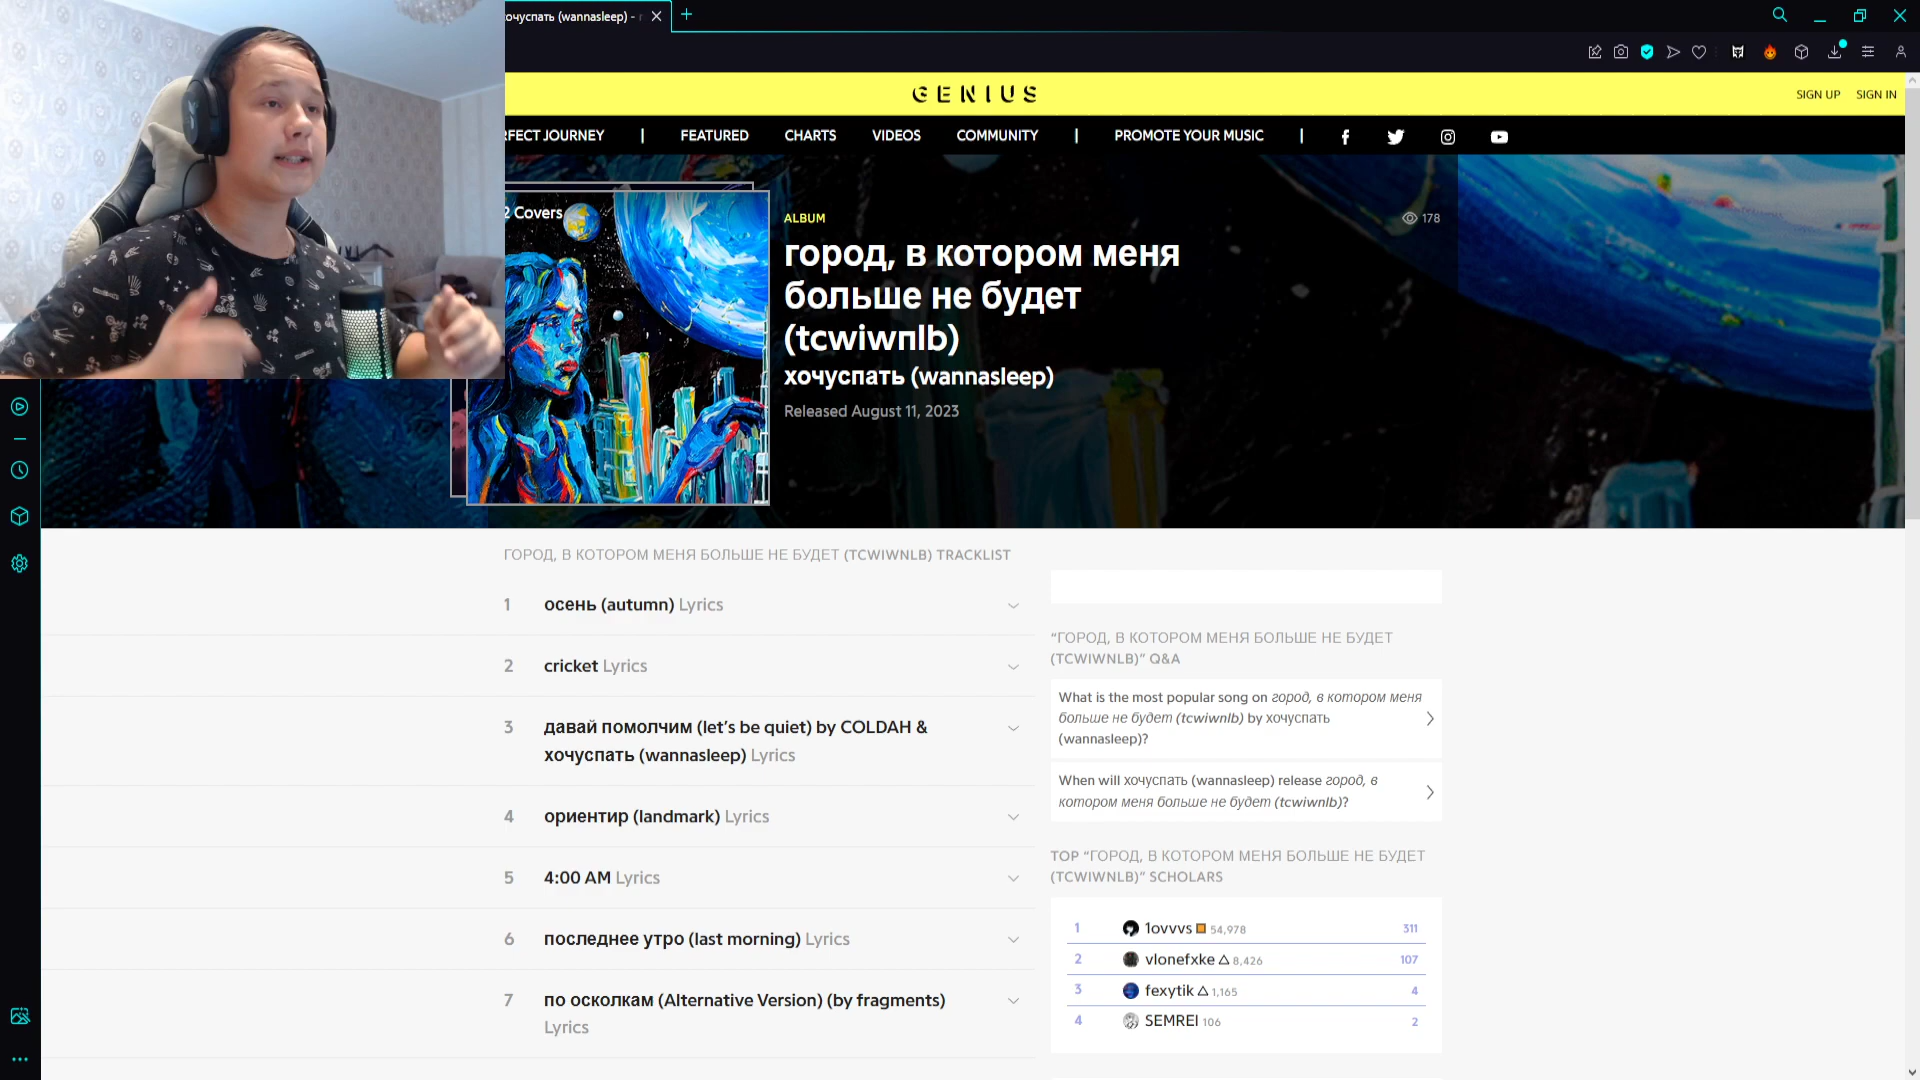 хочуспать (wannasleep) -
GENIUS
SIGN UP SIGN IN
RFECT JOURNEY | FEATURED CHARTS VIDEOS COMMUNITY | PROMOTE YOUR MUSIC |
2 Covers
ALBUM
178
город, в котором меня
больше не будет
(tcwiwnlb)
хочуспать (wannasleep)
Released August 11, 2023
ГОРОД, В КОТОРОМ МЕНЯ БОЛЬШЕ НЕ БУДЕТ (TCWIWNLB) TRACKLIST
1 осень (autumn) Lyrics
2 cricket Lyrics
3 давай помолчим (let’s be quiet) by COLDAH &
хочуспать (wannasleep) Lyrics
4 ориентир (landmark) Lyrics
5 4:00 AM Lyrics
6 последнее утро (last morning) Lyrics
7 по осколкам (Alternative Version) (by fragments)
Lyrics
“ГОРОД, В КОТОРОМ МЕНЯ БОЛЬШЕ НЕ БУДЕТ
(TCWIWNLB)” Q&A
What is the most popular song on город, в котором меня
больше не будет (tcwiwnlb) by хочуспать
(wannasleep)?
When will хочуспать (wannasleep) release город, в
котором меня больше не будет (tcwiwnlb)?
TOP “ГОРОД, В КОТОРОМ МЕНЯ БОЛЬШЕ НЕ БУДЕТ
(TCWIWNLB)” SCHOLARS
1 1ovvvs 54,978 311
2 vlonefxke 8,426 107
3 fexytik 1,165 4
4 SEMREI 106 2